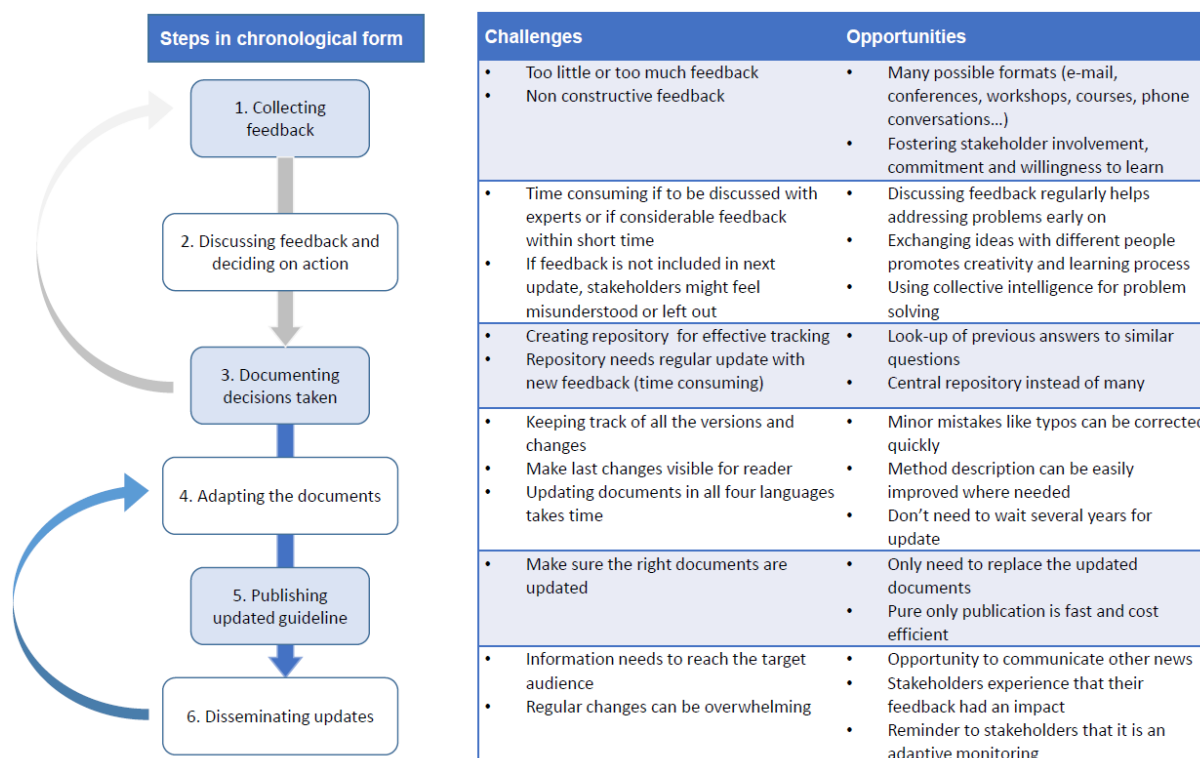 Steps in chronological form
1. Collecting
feedback
2. Discussing feedback and
deciding on action
3. Documenting
decisions taken
4. Adapting the documents
5. Publishing
updated guideline
6. Disseminating updates
Challenges
Opportunities
• Too little or too much feedback
• Non constructive feedback
• Many possible formats (e-mail,
conferences, workshops, courses, phone
conversations...)
• Fostering stakeholder involvement,
commitment and willingness to learn
• Time consuming if to be discussed with
experts or if considerable feedback
within short time
• If feedback is not included in next
update, stakeholders might feel
misunderstood or left out
• Discussing feedback regularly helps
addressing problems early on
• Exchanging ideas with different people
promotes creativity and learning process
• Using collective intelligence for problem
solving
• Creating repository for effective tracking
• Repository needs regular update with
new feedback (time consuming)
• Look-up of previous answers to similar
questions
• Central repository instead of many
• Keeping track of all the versions and
changes
• Make last changes visible for reader
• Updating documents in all four languages
takes time
• Minor mistakes like typos can be corrected
quickly
• Method description can be easily
improved where needed
• Don't need to wait several years for
update
• Make sure the right documents are
updated
• Only need to replace the updated
documents
• Pure only publication is fast and cost
efficient
• Information needs to reach the target
audience
• Regular changes can be overwhelming
• Opportunity to communicate other news
• Stakeholders experience that their
feedback had an impact
• Reminder to stakeholders that it is an
adaptive monitoring